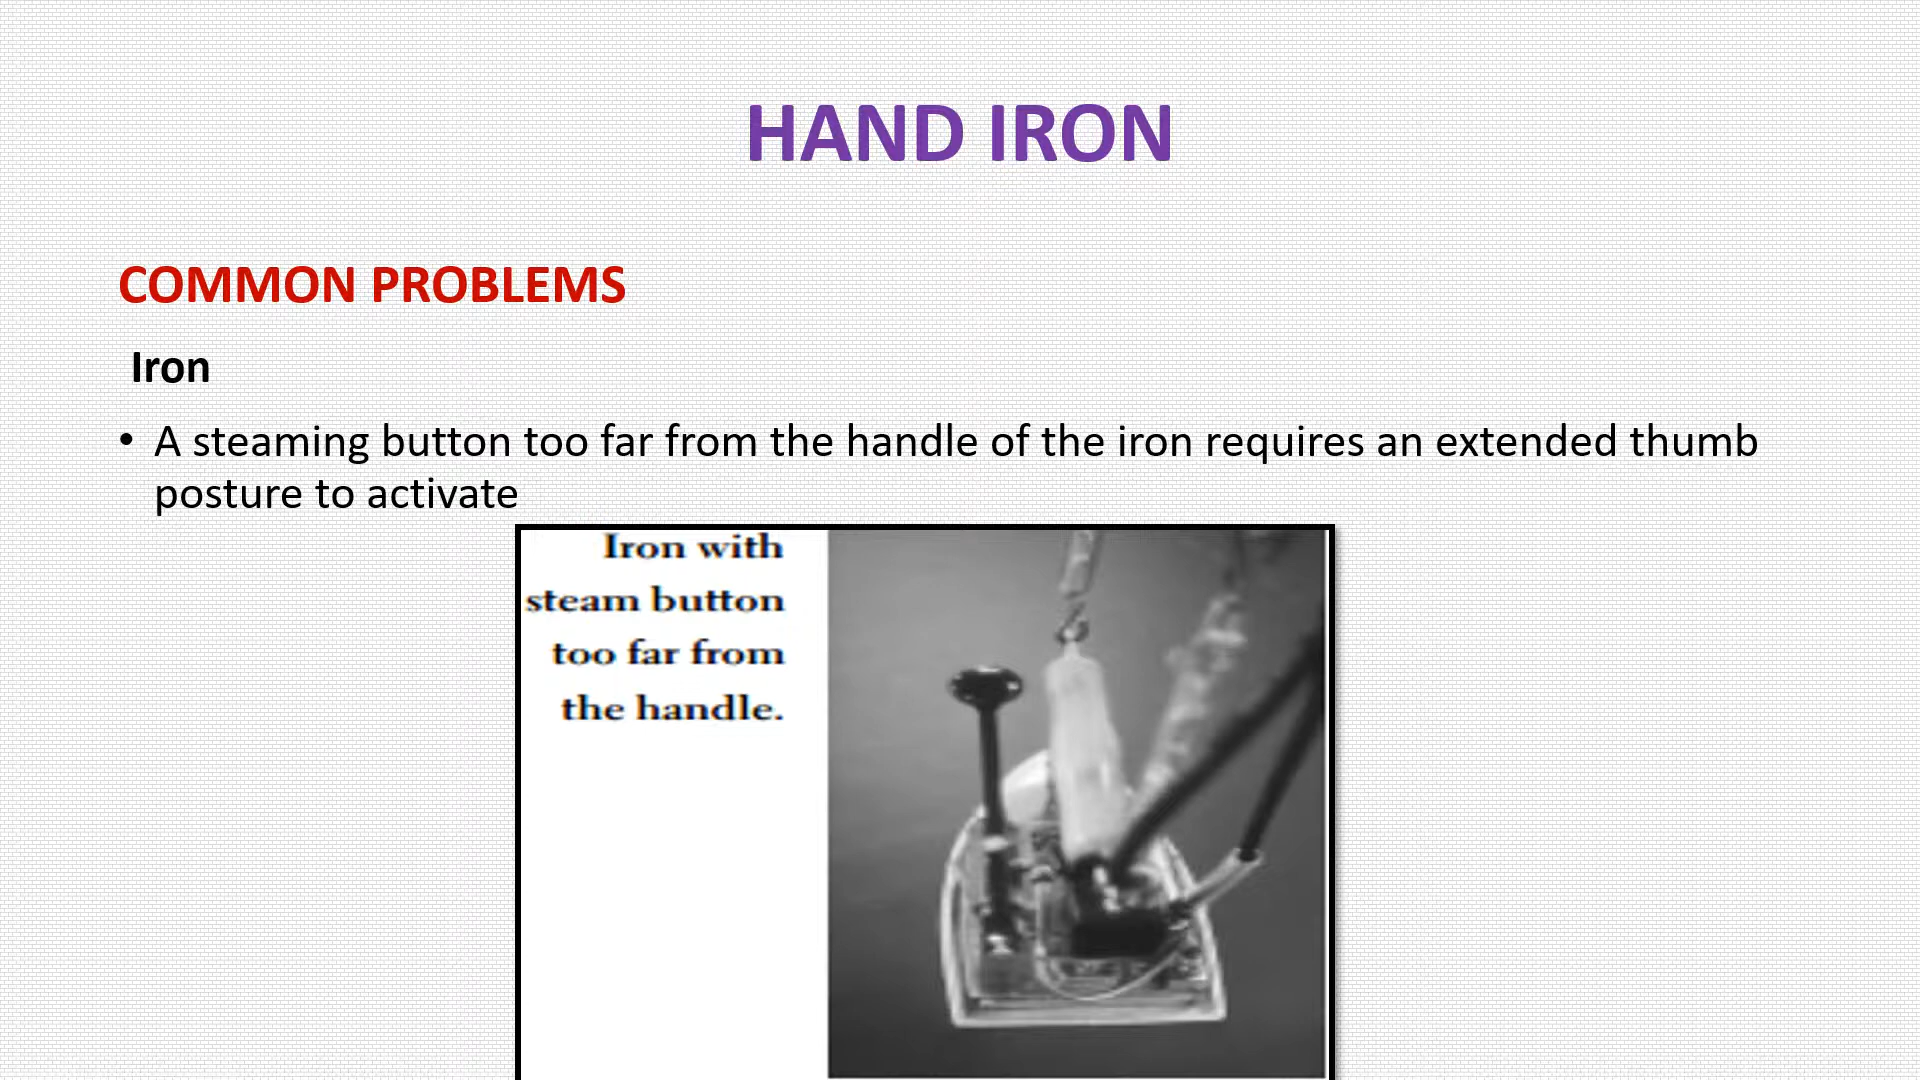 HAND IRON
COMMON PROBLEMS
Iron
• A steaming button too far from the handle of the iron requires an extended thumb
posture to activate
Iron with
steam button
too far from
the handle.